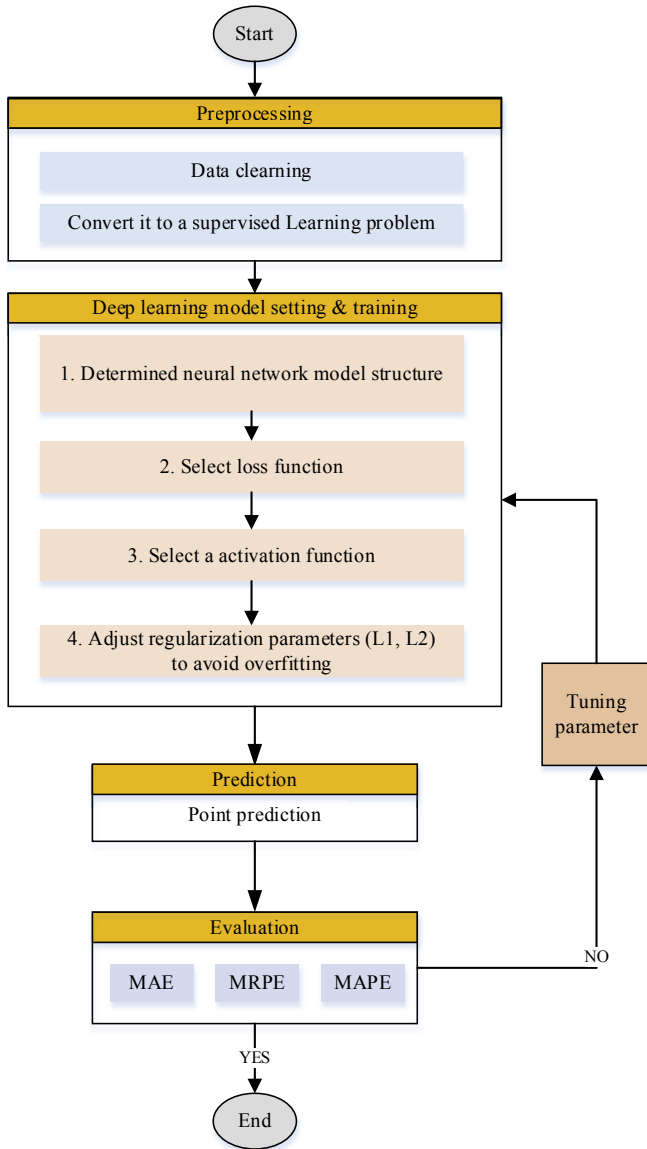 Start
Preprocessing
Data clearning
Convert it to a supervised Learning problem
Deep learning model setting & training
1. Determined neural network model structure
2. Select loss function
3. Select a activation function
4. Adjust regularization parameters (L1, L2)
to avoid overfitting
Tuning
parameter
Prediction
Point prediction
Evaluation
MAE
MRPE
MAPE
NO
YES
End